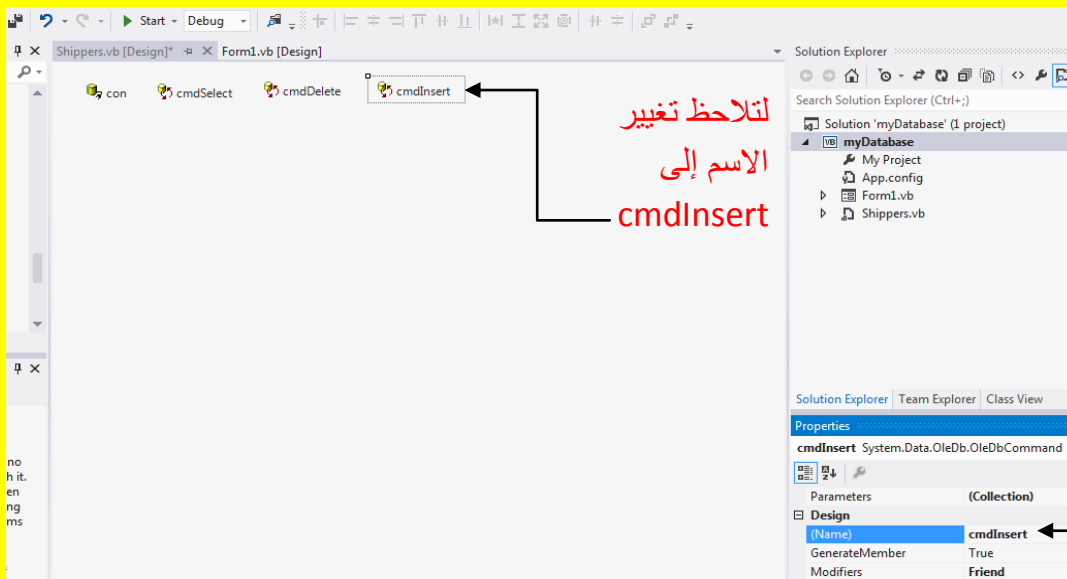 Start
Debug
Shippers.vb [Design]*
Form1.vb [Design]
con
cmdSelect
cmdDelete
cmdInsert
لتلاحظ تغيير
الاسم إلى
cmdInsert
no
h it.
en
ng
ms
Solution Explorer
Search Solution Explorer (Ctrl+;)
Solution 'myDatabase' (1 project)
VB myDatabase
My Project
App.config
Form1.vb
Shippers.vb
Solution Explorer Team Explorer Class View
Properties
cmdInsert System.Data.OleDb.OleDbCommand
Parameters (Collection)
Design
(Name) cmdInsert
GenerateMember True
Modifiers Friend